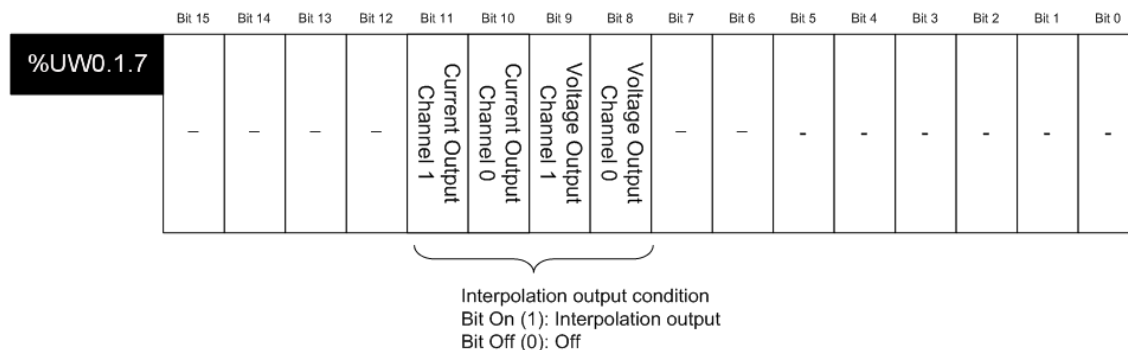 Bit 15 Bit 14 Bit 13 Bit 12 Bit 11 Bit 10 Bit 9 Bit 8 Bit 7 Bit 6 Bit 5 Bit 4 Bit 3 Bit 2 Bit 1 Bit 0
%UW0.1.7
– – – –
Current Output
Channel 1
Current Output
Channel 0
Voltage Output
Channel 1
Voltage Output
Channel 0
– – - - - - - -
Interpolation output condition
Bit On (1): Interpolation output
Bit Off (0): Off